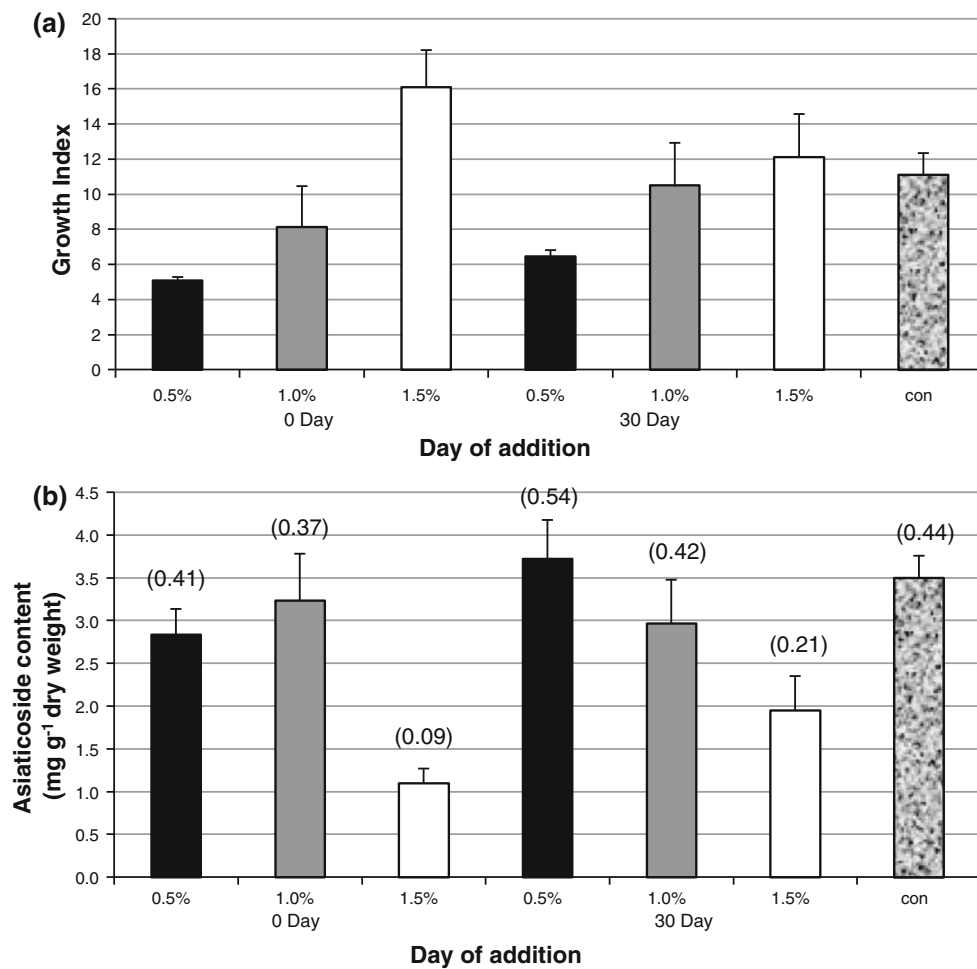 (a)
20
18
16
14
12
10
8
6
4
2
0
Growth Index
0.5% 1.0% 1.5% 0.5% 1.0% 1.5% con
0 Day 30 Day
Day of addition
(b)
4.5
4.0
3.5
3.0
2.5
2.0
1.5
1.0
0.5
0.0
Asiaticoside content
(mg g⁻¹ dry weight)
(0.41) (0.37) (0.09) (0.54) (0.42) (0.21) (0.44)
0.5% 1.0% 1.5% 0.5% 1.0% 1.5% con
0 Day 30 Day
Day of addition